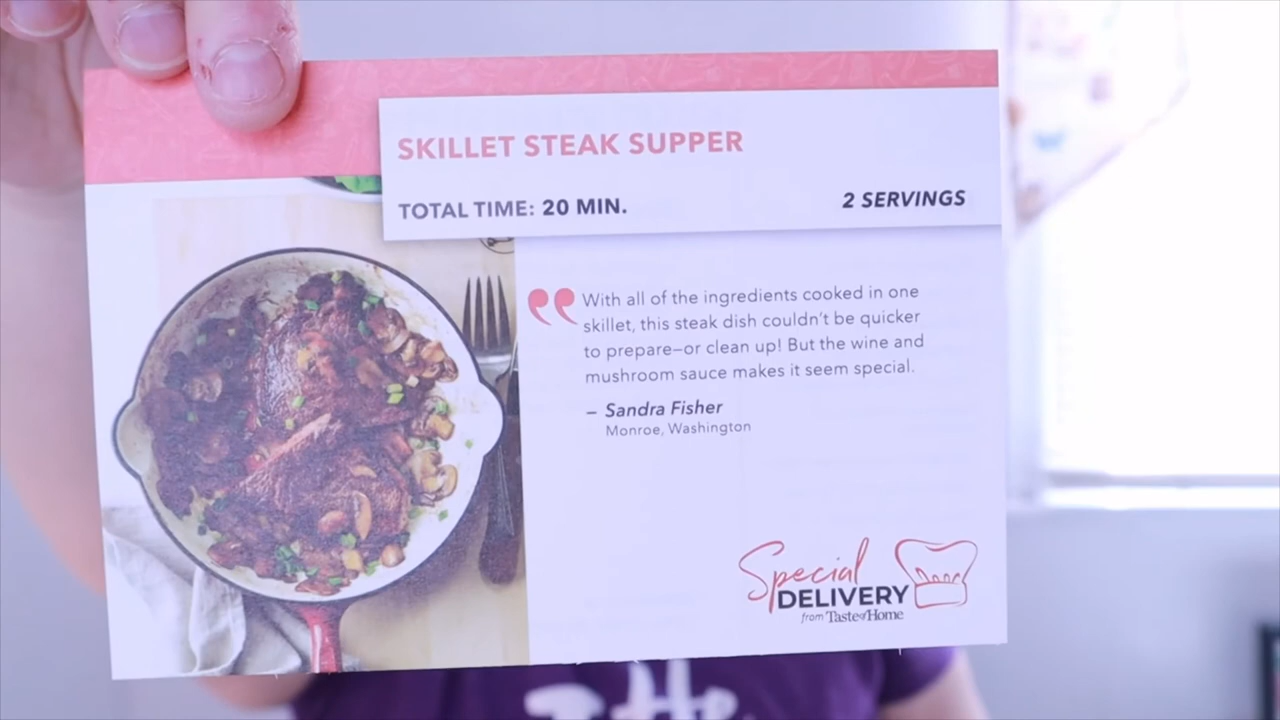 SKILLET STEAK SUPPER
TOTAL TIME: 20 MIN.
2 SERVINGS
With all of the ingredients cooked in one
skillet, this steak dish couldn't be quicker
to prepare—or clean up! But the wine and
mushroom sauce makes it seem special.
– Sandra Fisher
Monroe, Washington
Special
DELIVERY
from Taste of Home